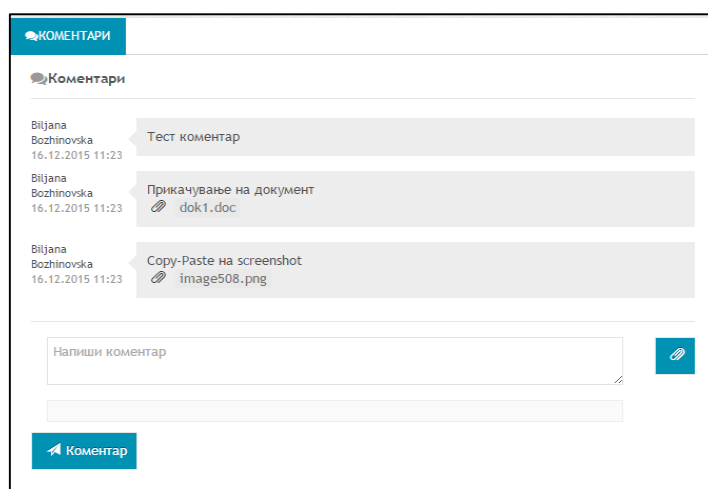 КОМЕНТАРИ
Коментари
Biljana
Bozhinovska
16.12.2015 11:23
Тест коментар
Biljana
Bozhinovska
16.12.2015 11:23
Прикачување на документ
dok1.doc
Biljana
Bozhinovska
16.12.2015 11:23
Copy-Paste на screenshot
image508.png
Напиши коментар
Коментар